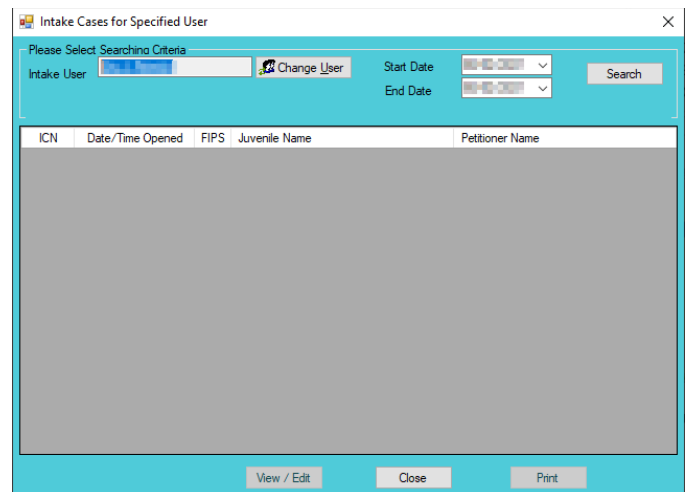 Intake Cases for Specified User
Please Select Searching Criteria
Intake User
Change User
Start Date
End Date
Search
ICN Date/Time Opened FIPS Juvenile Name Petitioner Name
View / Edit Close Print